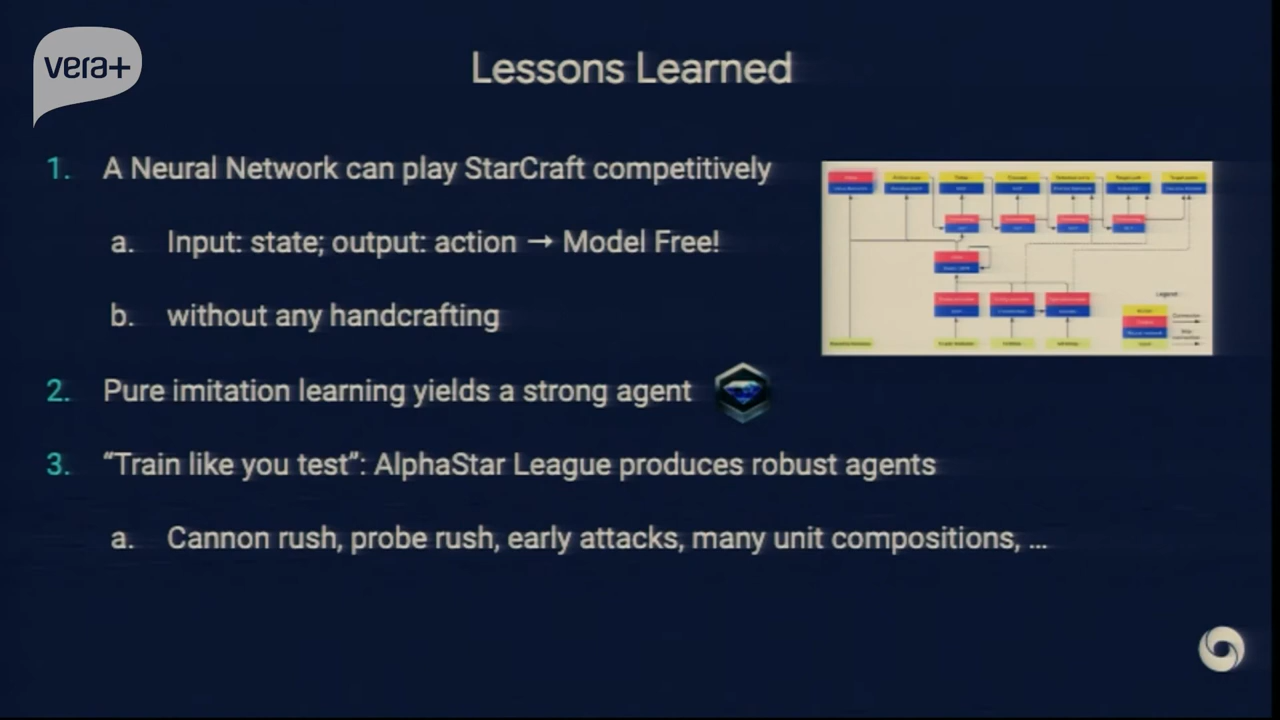 vera+
Lessons Learned
1. A Neural Network can play StarCraft competitively
a. Input: state; output: action → Model Free!
b. without any handcrafting
2. Pure imitation learning yields a strong agent
3. “Train like you test”: AlphaStar League produces robust agents
a. Cannon rush, probe rush, early attacks, many unit compositions, ...
Legend